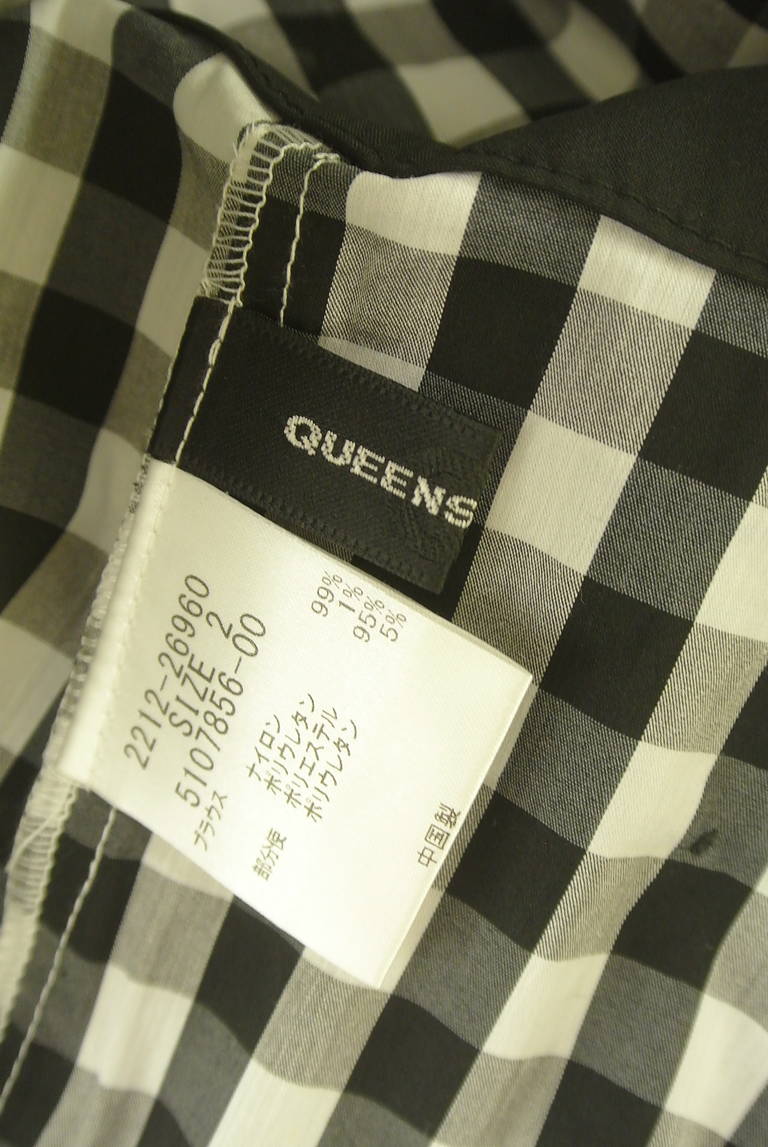 QUEENS
2212-26960
SIZE 2
5107856-00
ブラウス
ナイロン 99%
ポリウレタン 1%
部分使 ポリエステル 95%
ポリウレタン 5%
中国製